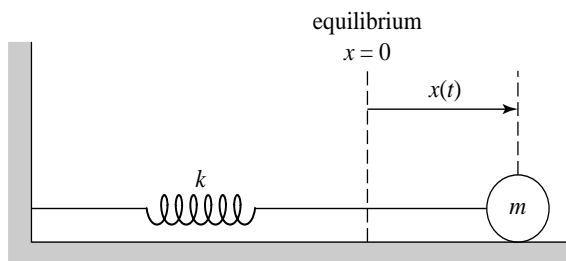 equilibrium
x = 0
x(t)
k
m